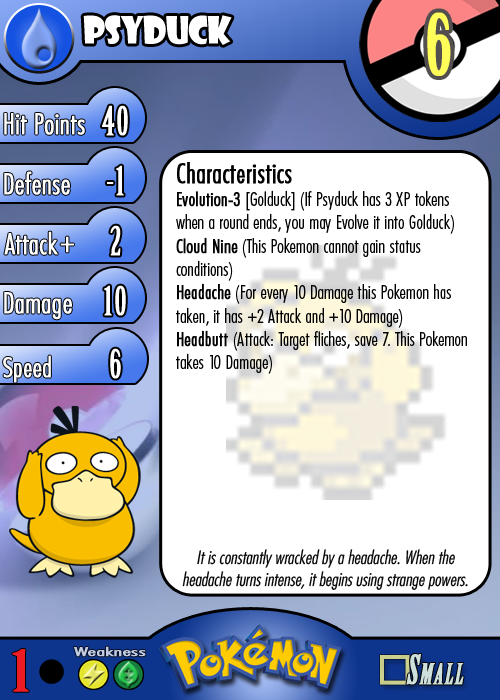 PSYDUCK
6
Hit Points 40
Defense -1
Attack+ 2
Damage 10
Speed 6
Characteristics
Evolution-3 [Golduck] (If Psyduck has 3 XP tokens
when a round ends, you may Evolve it into Golduck)
Cloud Nine (This Pokemon cannot gain status
conditions)
Headache (For every 10 Damage this Pokemon has
taken, it has +2 Attack and +10 Damage)
Headbutt (Attack: Target fliches, save 7. This Pokemon
takes 10 Damage)
It is constantly wracked by a headache. When the
headache turns intense, it begins using strange powers.
1
Weakness
POKéMON
SMALL